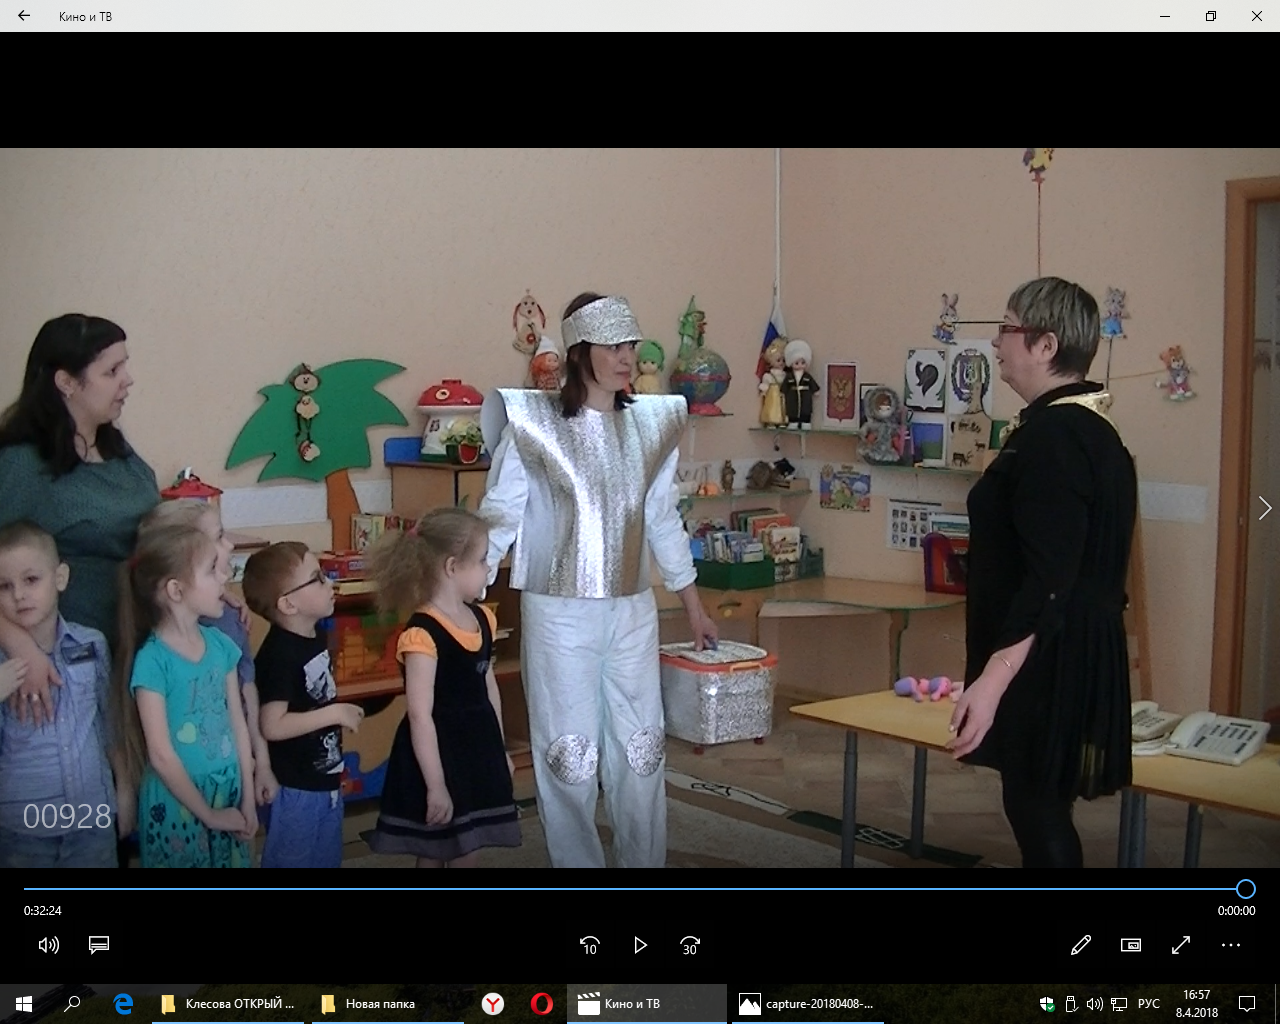 Кино и ТВ
00928
0:32:24
0:00:00
10
30
Клесова ОТКРЫЙ ...
Новая папка
Кино и ТВ
capture-20180408-...
РУС
16:57
8.4.2018